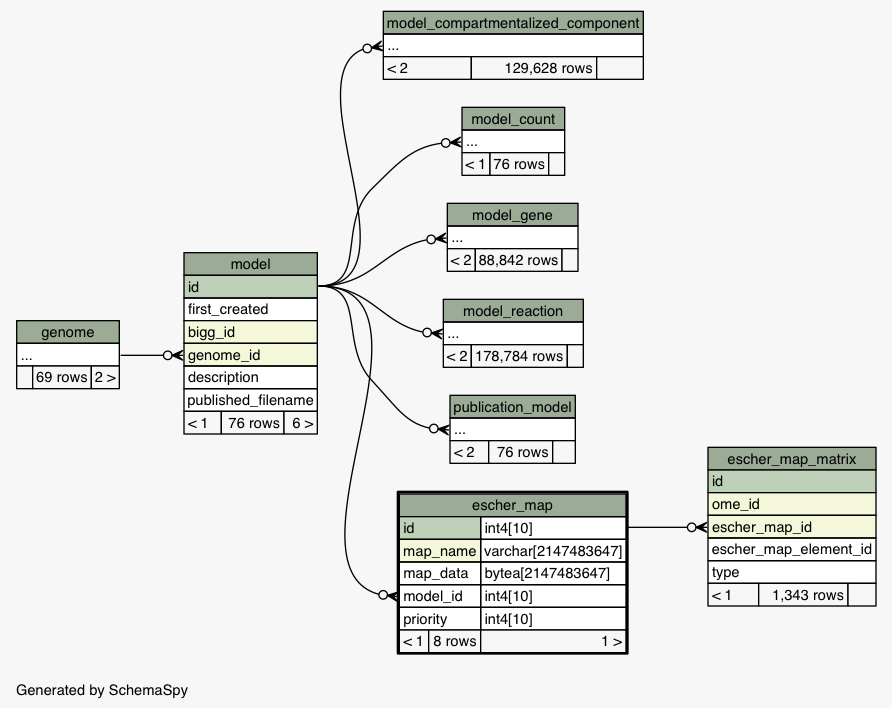 model_compartmentalized_component
...
< 2 129,628 rows
model_count
...
< 1 76 rows
model_gene
...
< 2 88,842 rows
model
id
first_created
bigg_id
genome_id
description
published_filename
< 1 76 rows 6 >
genome
...
69 rows 2 >
model_reaction
...
< 2 178,784 rows
publication_model
...
< 2 76 rows
escher_map
id int4[10]
map_name varchar[2147483647]
map_data bytea[2147483647]
model_id int4[10]
priority int4[10]
< 1 8 rows 1 >
escher_map_matrix
id
ome_id
escher_map_id
escher_map_element_id
type
< 1 1,343 rows
Generated by SchemaSpy